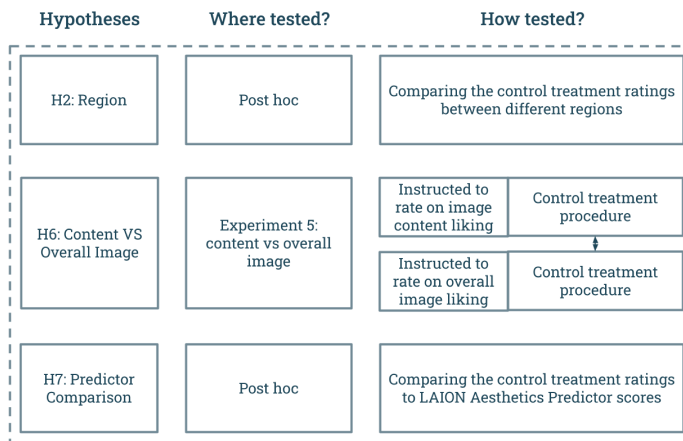 Hypotheses
Where tested?
How tested?
H2: Region
Post hoc
Comparing the control treatment ratings
between different regions
H6: Content VS
Overall Image
Experiment 5:
content vs overall
image
Instructed to
rate on image
content liking
Control treatment
procedure
Instructed to
rate on overall
image liking
Control treatment
procedure
H7: Predictor
Comparison
Post hoc
Comparing the control treatment ratings
to LAION Aesthetics Predictor scores